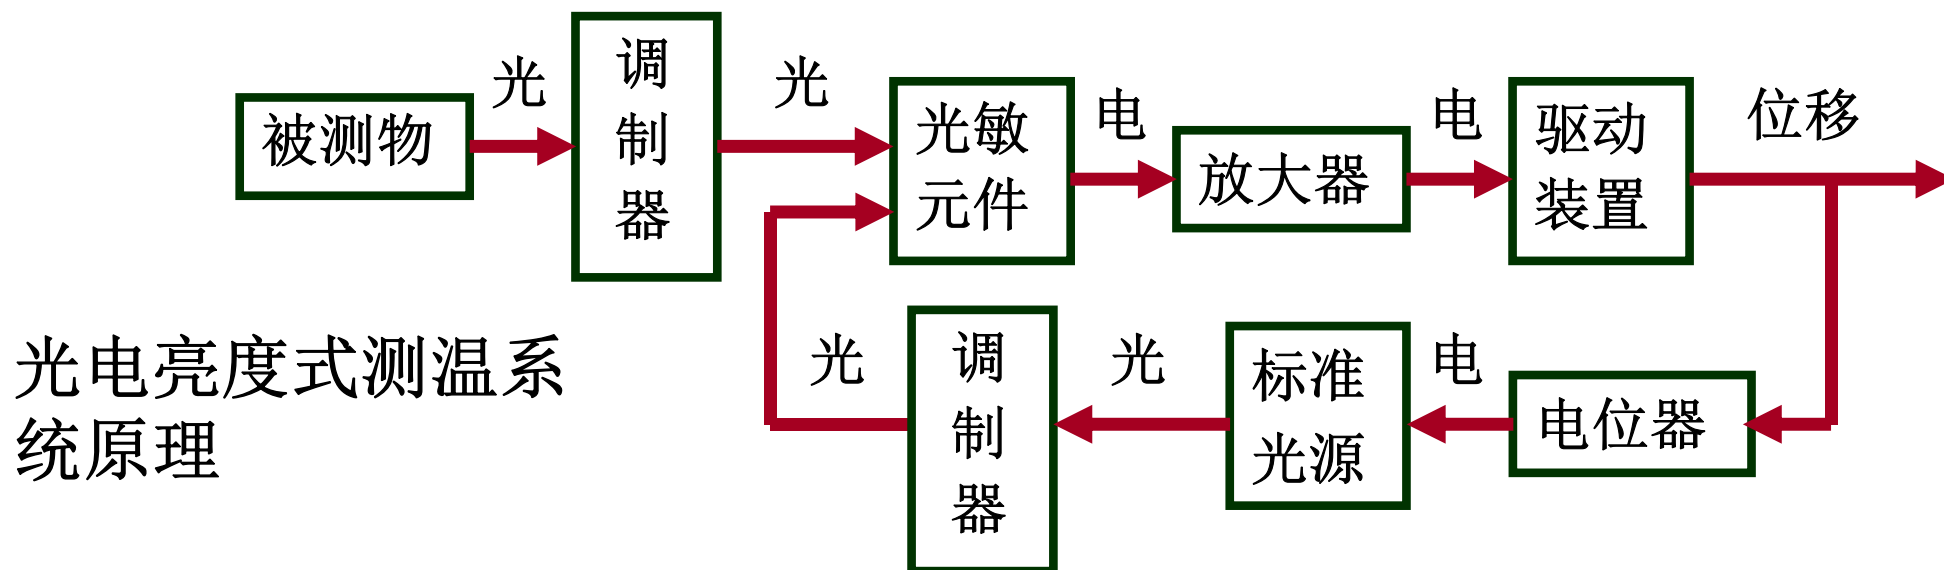 被测物
光
调
制
器
光
光敏
元件
电
放大器
电
驱动
装置
位移
光
调
制
器
光
标准
光源
电
电位器
光电亮度式测温系
统原理